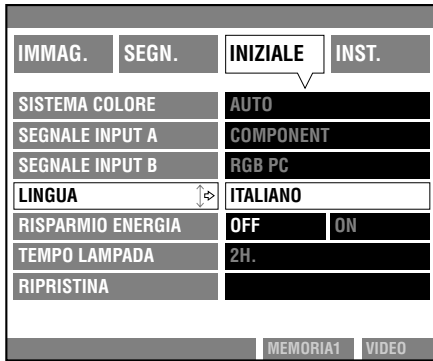 IMMAG. SEGN. INIZIALE INST.
SISTEMA COLORE AUTO
SEGNALE INPUT A COMPONENT
SEGNALE INPUT B RGB PC
LINGUA ITALIANO
RISPARMIO ENERGIA OFF ON
TEMPO LAMPADA 2H.
RIPRISTINA
MEMORIA1 VIDEO